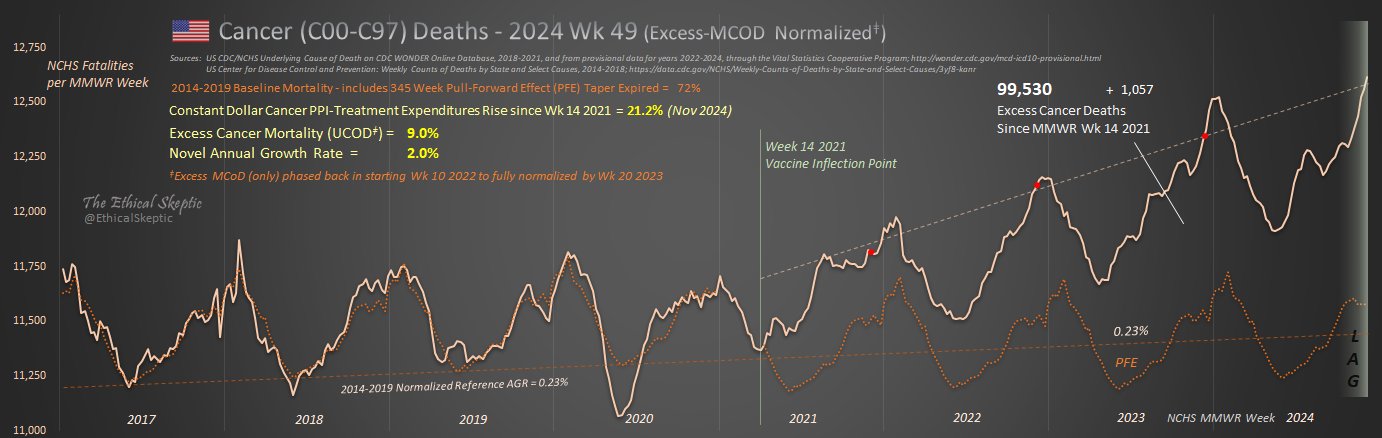 Cancer (C00-C97) Deaths - 2024 Wk 49 (Excess-MCOD Normalized‡)
12,750
NCHS Fatalities
per MMWR Week
Sources: US CDC/NCHS Underlying Cause of Death on CDC WONDER Online Database, 2018-2021, and from provisional data for years 2022-2024, through the Vital Statistics Cooperative Program; http://wonder.cdc.gov/mcd-icd10-provisional.html
US Center for Disease Control and Prevention: Weekly Counts of Deaths by State and Select Causes, 2014-2018; https://data.cdc.gov/NCHS/Weekly-Counts-of-Deaths-by-State-and-Select-Causes/3yf8-kanr
2014-2019 Baseline Mortality - includes 345 Week Pull-Forward Effect (PFE) Taper Expired = 72%
99,530 + 1,057
Excess Cancer Deaths
Since MMWR Wk 14 2021
12,500
Constant Dollar Cancer PPI-Treatment Expenditures Rise since Wk 14 2021 = 21.2% (Nov 2024)
Excess Cancer Mortality (UCOD‡) = 9.0%
Novel Annual Growth Rate = 2.0%
‡Excess MCoD (only) phased back in starting Wk 10 2022 to fully normalized by Wk 20 2023
Week 14 2021
Vaccine Inflection Point
12,250
The Ethical Skeptic
@EthicalSkeptic
12,000
11,750
11,500
11,250
11,000
0.23%
PFE
2014-2019 Normalized Reference AGR = 0.23%
L
A
G
2017
2018
2019
2020
2021
2022
2023
NCHS MMWR Week
2024